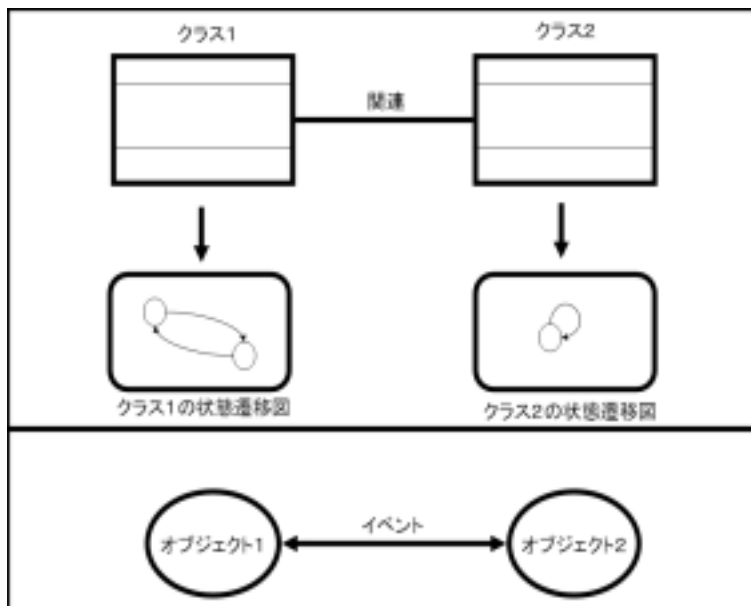 クラス1
クラス2
関連
クラス1の状態遷移図
クラス2の状態遷移図
イベント
オブジェクト1
オブジェクト2